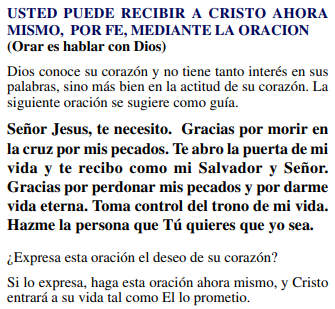 USTED PUEDE RECIBIR A CRISTO AHORA
MISMO, POR FE, MEDIANTE LA ORACION
(Orar es hablar con Dios)
Dios conoce su corazón y no tiene tanto interés en sus
palabras, sino más bien en la actitud de su corazón. La
siguiente oración se sugiere como guía.
Señor Jesus, te necesito. Gracias por morir en
la cruz por mis pecados. Te abro la puerta de mi
vida y te recibo como mi Salvador y Señor.
Gracias por perdonar mis pecados y por darme
vida eterna. Toma control del trono de mi vida.
Hazme la persona que Tú quieres que yo sea.
¿Expresa esta oración el deseo de su corazón?
Si lo expresa, haga esta oración ahora mismo, y Cristo
entrará a su vida tal como El lo prometio.